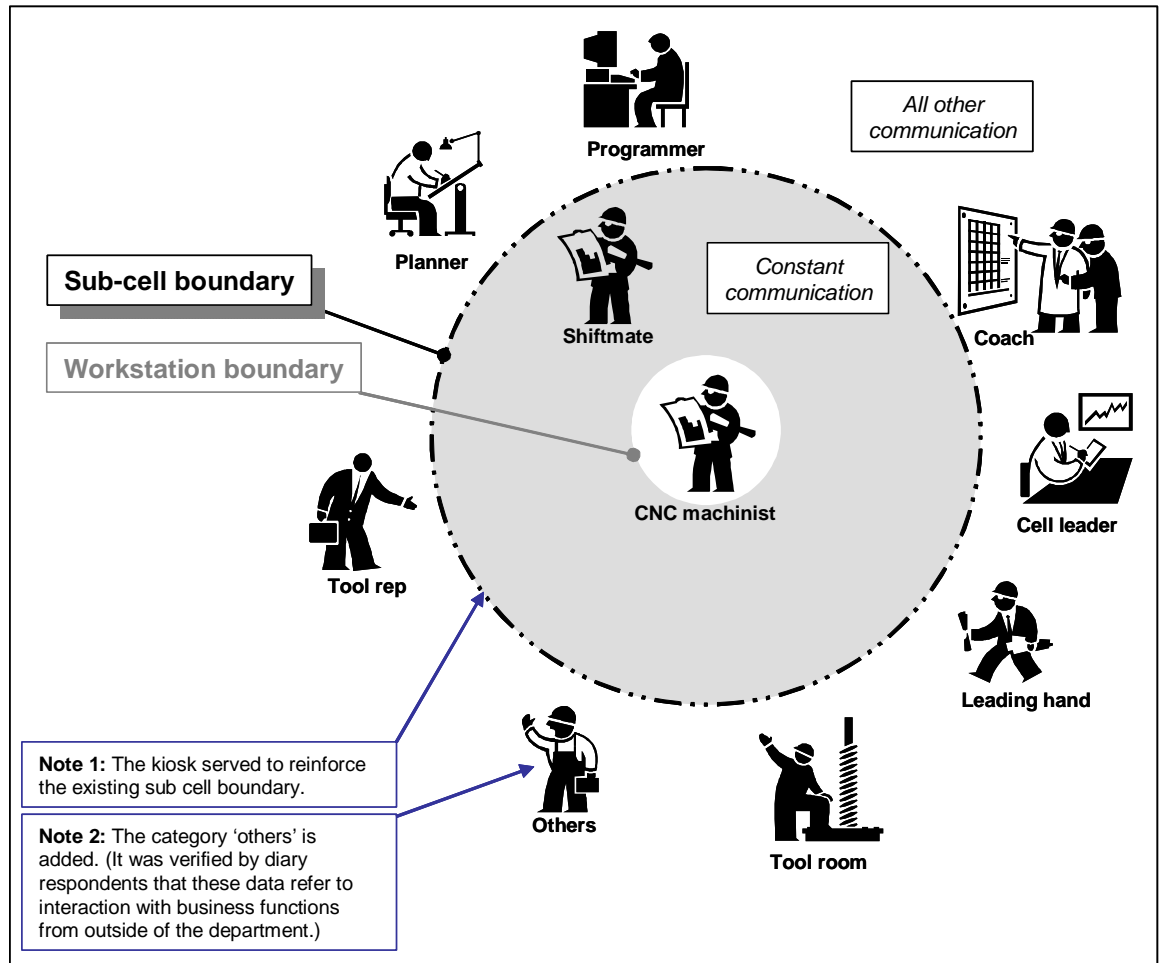 Programmer
All other
communication
Planner
Sub-cell boundary
Shiftmate
Constant
communication
Coach
Workstation boundary
CNC machinist
Cell leader
Tool rep
Leading hand
Note 1: The kiosk served to reinforce
the existing sub cell boundary.
Others
Tool room
Note 2: The category ‘others’ is
added. (It was verified by diary
respondents that these data refer to
interaction with business functions
from outside of the department.)